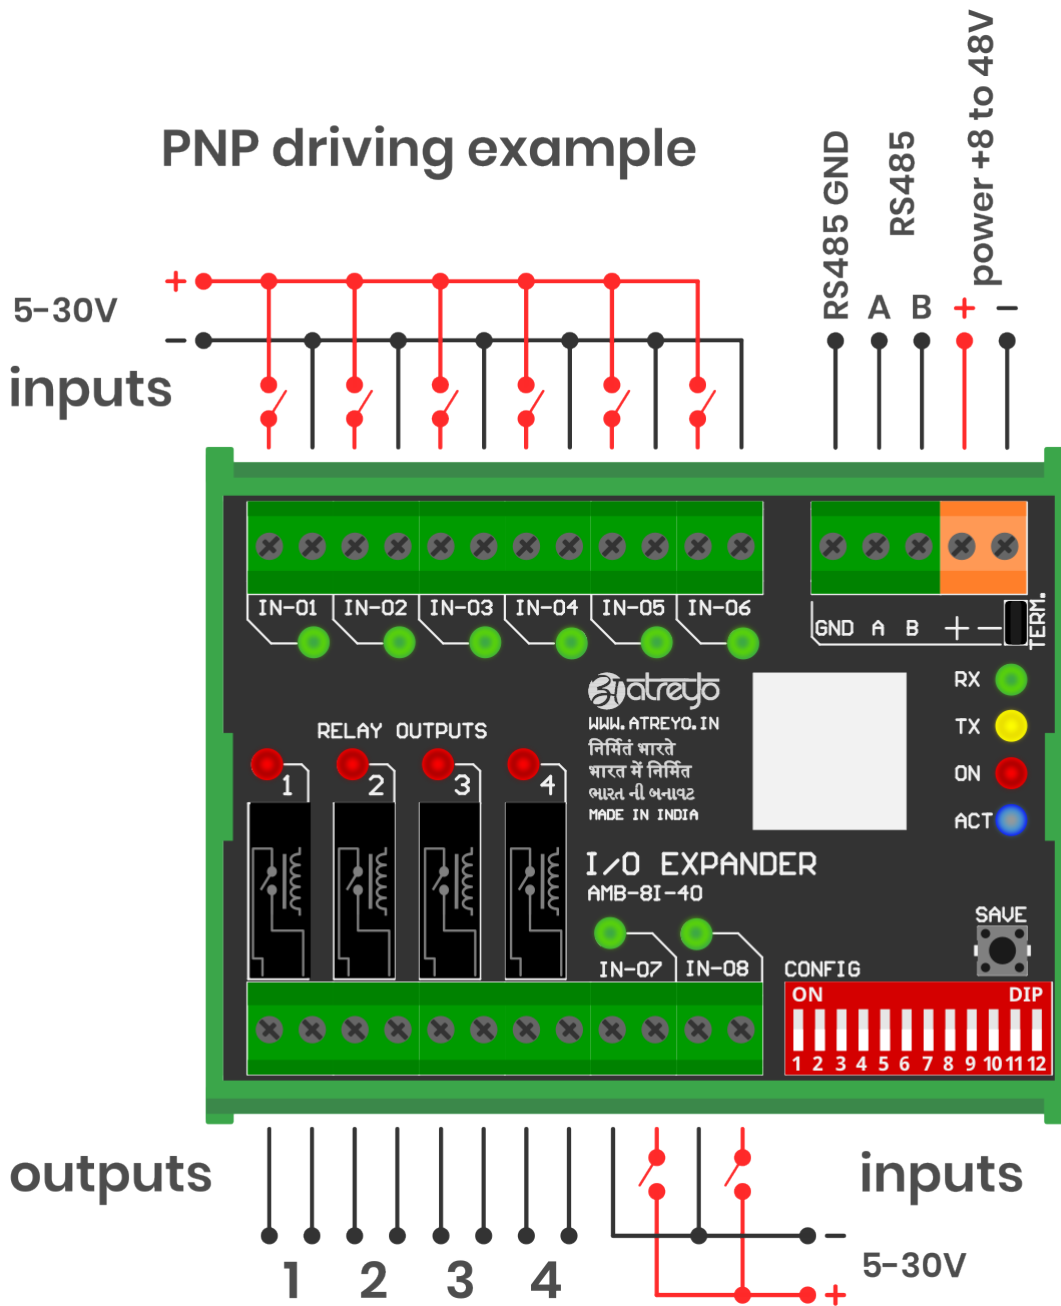 PNP driving example
RS485 GND
RS485
power +8 to 48V
A
B
+
−
+
5-30V
−
inputs
IN-01 IN-02 IN-03 IN-04 IN-05 IN-06
GND A B + −
TERM.
RX
TX
ON
ACT
अatreyo
WWW.ATREYO.IN
निर्मितं भारते
भारत में निर्मित
ભારત ની બનાવટ
MADE IN INDIA
RELAY OUTPUTS
1 2 3 4
I/O EXPANDER
AMB-8I-4O
IN-07 IN-08
SAVE
CONFIG
ON DIP
1 2 3 4 5 6 7 8 9 10 11 12
outputs
1 2 3 4
inputs
−
5-30V
+